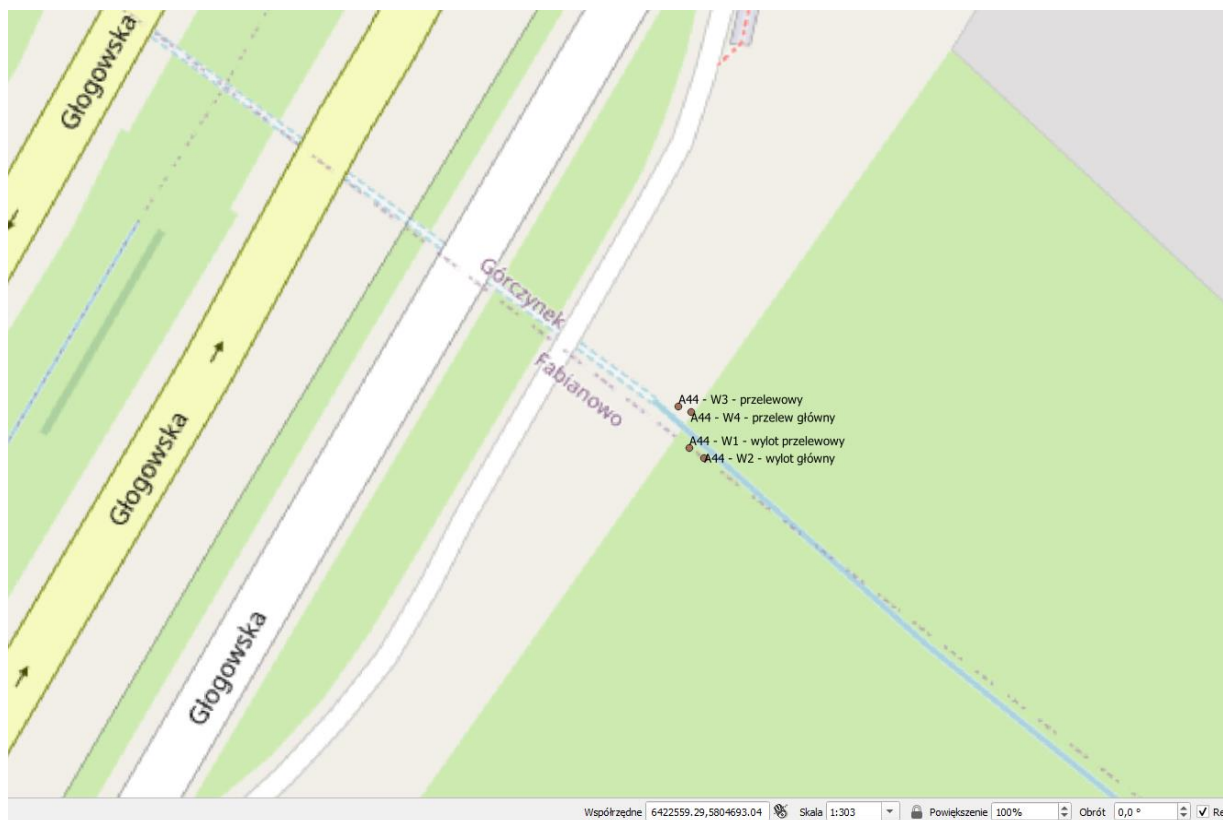 Głogowska
Górczynek
Fabianowo
A44 - W3 - przelewowy
A44 - W4 - przelew główny
A44 - W1 - wylot przelewowy
A44 - W2 - wylot główny
Głogowska
Głogowska
Współrzędne 6422559.29,5804693.04 Skala 1:303 Powiększenie 100% Obrót 0,0 ° Re